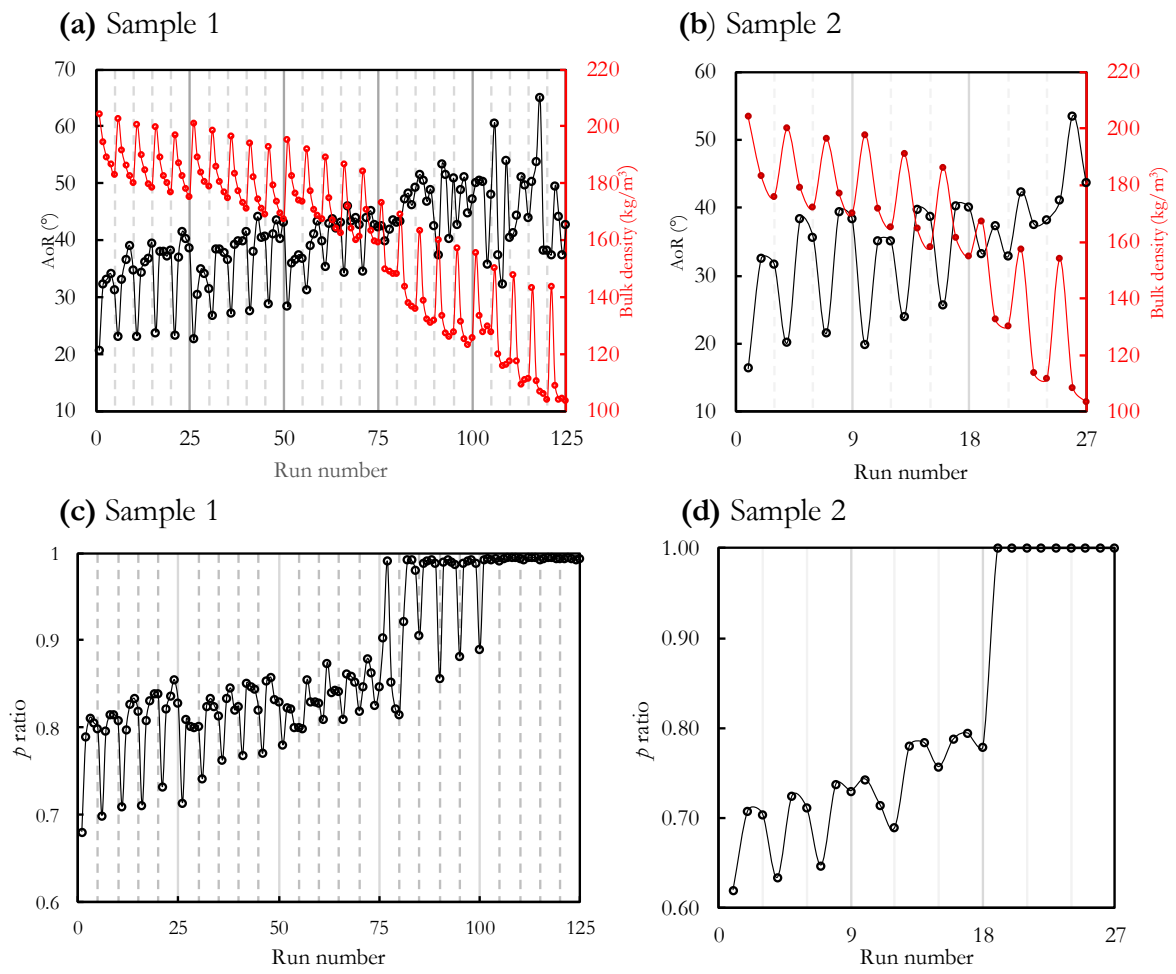 (a) Sample 1
(b) Sample 2
70
60
50
40
30
20
10
AoR (°)
220
200
180
160
140
120
100
Bulk density (kg/m³)
0 25 50 75 100 125
Run number
60
50
40
30
20
10
AoR (°)
220
200
180
160
140
120
100
Bulk density (kg/m³)
0 9 18 27
Run number
(c) Sample 1
(d) Sample 2
1
0.9
0.8
0.7
0.6
p ratio
0 25 50 75 100 125
Run number
1.00
0.90
0.80
0.70
0.60
p ratio
0 9 18 27
Run number